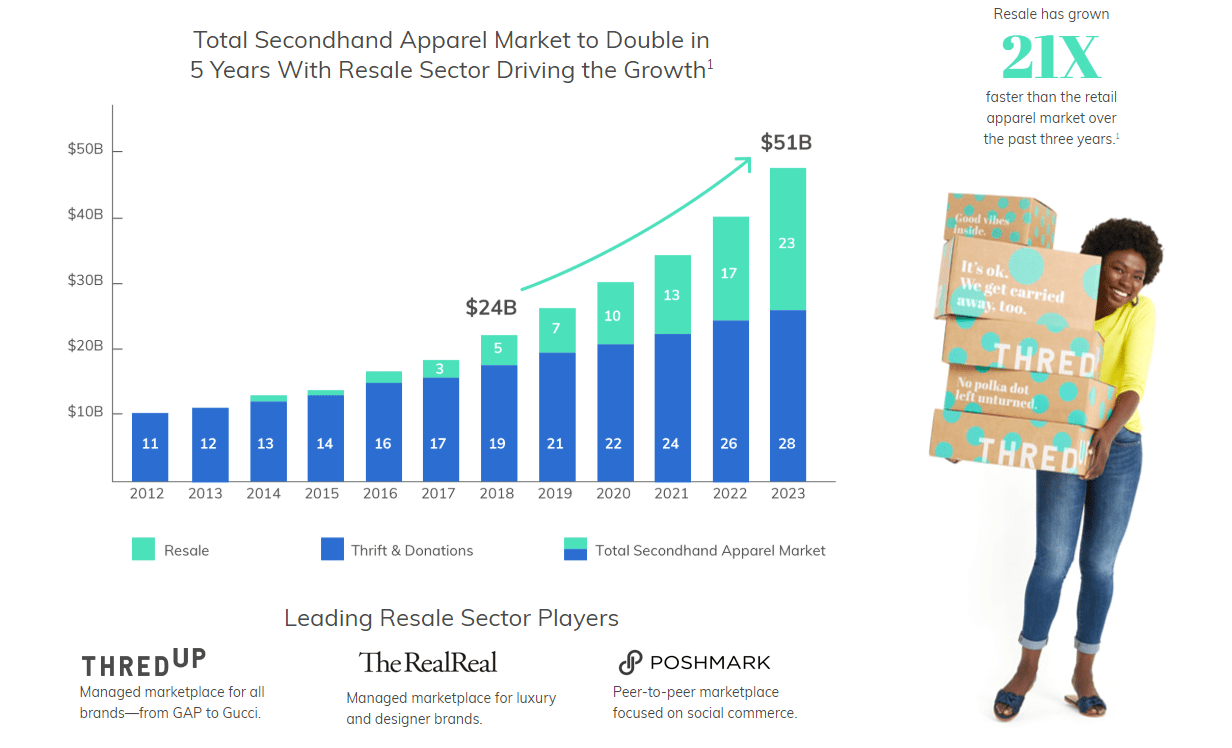 Total Secondhand Apparel Market to Double in
5 Years With Resale Sector Driving the Growth¹
$50B
$40B
$30B
$20B
$10B
$24B
$51B
3
5
7
10
13
17
23
11
12
13
14
16
17
19
21
22
24
26
28
2012
2013
2014
2015
2016
2017
2018
2019
2020
2021
2022
2023
Resale
Thrift & Donations
Total Secondhand Apparel Market
Leading Resale Sector Players
THREDUP
Managed marketplace for all
brands—from GAP to Gucci.
TheRealReal
Managed marketplace for luxury
and designer brands.
POSHMARK
Peer-to-peer marketplace
focused on social commerce.
Resale has grown
21X
faster than the retail
apparel market over
the past three years.¹
Good vibes
inside.
It's ok.
We get carried
away, too.
THRED
No polka dot
left unturned.
THREDU